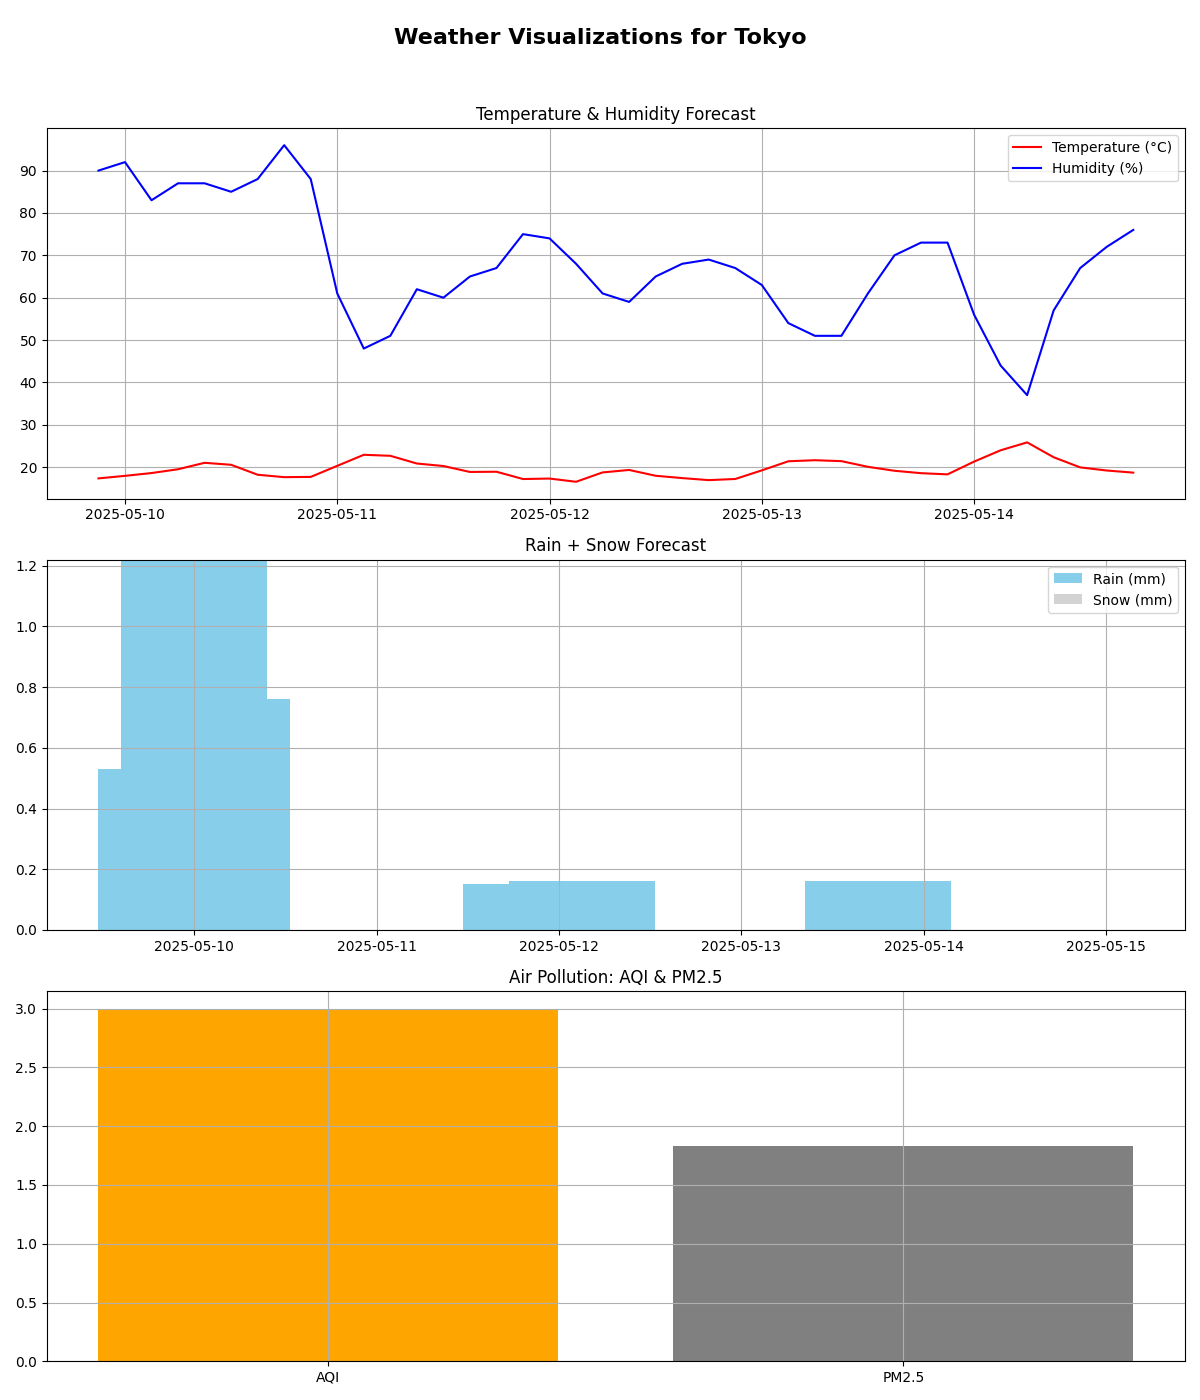 Weather Visualizations for Tokyo
Temperature & Humidity Forecast
Temperature (°C)
Humidity (%)
90
80
70
60
50
40
30
20
2025-05-10 2025-05-11 2025-05-12 2025-05-13 2025-05-14
Rain + Snow Forecast
Rain (mm)
Snow (mm)
1.2
1.0
0.8
0.6
0.4
0.2
0.0
2025-05-10 2025-05-11 2025-05-12 2025-05-13 2025-05-14 2025-05-15
Air Pollution: AQI & PM2.5
3.0
2.5
2.0
1.5
1.0
0.5
0.0
AQI PM2.5